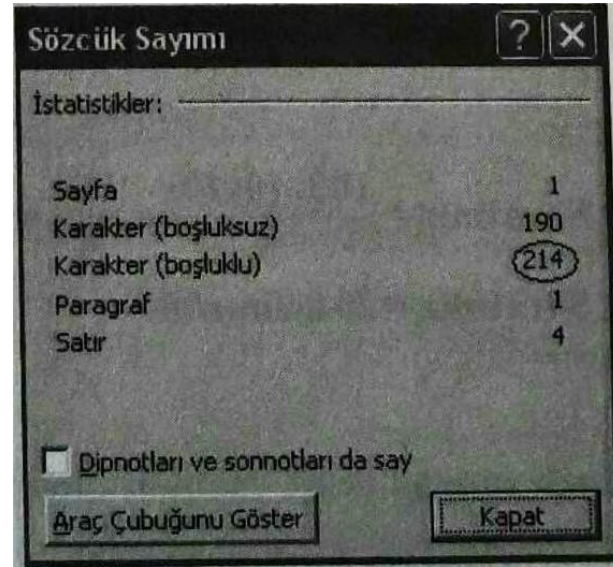 Sözcük Sayımı
İstatistikler:
Sayfa 1
Karakter (boşluksuz) 190
Karakter (boşluklu) 214
Paragraf 1
Satır 4
Dipnotları ve sonnotları da say
Araç Çubuğunu Göster Kapat